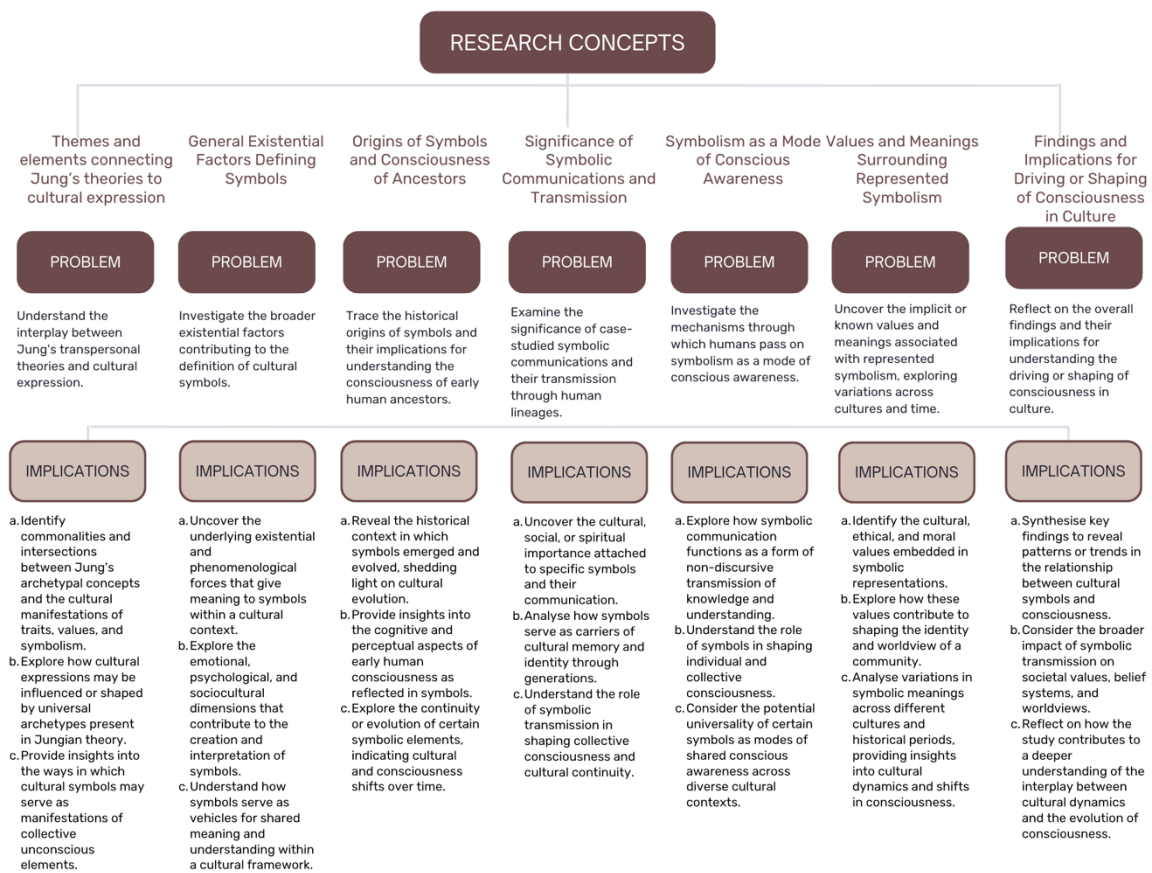 RESEARCH CONCEPTS
Themes and
elements connecting
Jung's theories to
cultural expression
General Existential
Factors Defining
Symbols
Origins of Symbols
and Consciousness
of Ancestors
Significance of
Symbolic
Communications and
Transmission
Symbolism as a Mode
of Conscious
Awareness
Values and Meanings
Surrounding
Represented
Symbolism
Findings and
Implications for
Driving or Shaping
of Consciousness
in Culture
PROBLEM
PROBLEM
PROBLEM
PROBLEM
PROBLEM
PROBLEM
PROBLEM
Understand the
interplay between
Jung's transpersonal
theories and cultural
expression.
Investigate the broader
existential factors
contributing to the
definition of cultural
symbols.
Trace the historical
origins of symbols and
their implications for
understanding the
consciousness of early
human ancestors.
Examine the
significance of case-
studied symbolic
communications and
their transmission
through human
lineages.
Investigate the
mechanisms through
which humans pass on
symbolism as a mode of
conscious awareness.
Uncover the implicit or
known values and
meanings associated
with represented
symbolism, exploring
variations across
cultures and time.
Reflect on the overall
findings and their
implications for
understanding the
driving or shaping of
consciousness in
culture.
IMPLICATIONS
IMPLICATIONS
IMPLICATIONS
IMPLICATIONS
IMPLICATIONS
IMPLICATIONS
IMPLICATIONS
a. Identify
commonalities and
intersections
between Jung's
archetypal concepts
and the cultural
manifestations of
traits, values, and
symbolism.
b. Explore how cultural
expressions may be
influenced or shaped
by universal
archetypes present
in Jungian theory.
c. Provide insights into
the ways in which
cultural symbols may
serve as
manifestations of
collective
unconscious
elements.
a. Uncover the
underlying existential
and
phenomenological
forces that give
meaning to symbols
within a cultural
context.
b. Explore the
emotional,
psychological, and
sociocultural
dimensions that
contribute to the
creation and
interpretation of
symbols.
c. Understand how
symbols serve as
vehicles for shared
meaning and
understanding within
a cultural framework.
a. Reveal the historical
context in which
symbols emerged and
evolved, shedding
light on cultural
evolution.
b. Provide insights into
the cognitive and
perceptual aspects of
early human
consciousness as
reflected in symbols.
c. Explore the continuity
or evolution of certain
symbolic elements,
indicating cultural
and consciousness
shifts over time.
a. Uncover the cultural,
social, or spiritual
importance attached
to specific symbols
and their
communication.
b. Analyse how symbols
serve as carriers of
cultural memory and
identity through
generations.
c. Understand the role
of symbolic
transmission in
shaping collective
consciousness and
cultural continuity.
a. Explore how symbolic
communication
functions as a form of
non-discursive
transmission of
knowledge and
understanding.
b. Understand the role
of symbols in shaping
individual and
collective
consciousness.
c. Consider the potential
universality of certain
symbols as modes of
shared conscious
awareness across
diverse cultural
contexts.
a. Identify the cultural,
ethical, and moral
values embedded in
symbolic
representations.
b. Explore how these
values contribute to
shaping the identity
and worldview of a
community.
c. Analyse variations in
symbolic meanings
across different
cultures and
historical periods,
providing insights
into cultural
dynamics and shifts
in consciousness.
a. Synthesise key
findings to reveal
patterns or trends in
the relationship
between cultural
symbols and
consciousness.
b. Consider the broader
impact of symbolic
transmission on
societal values, belief
systems, and
worldviews.
c. Reflect on how the
study contributes to
a deeper
understanding of the
interplay between
cultural dynamics
and the evolution of
consciousness.